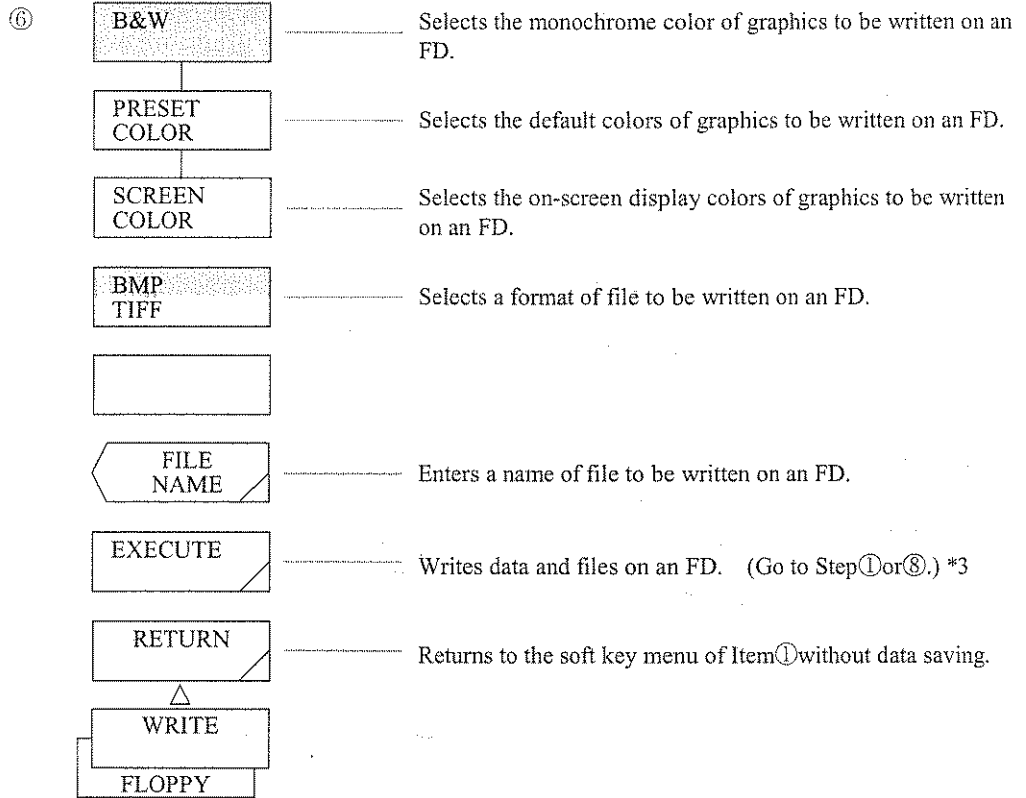 ⑥
B&W
Selects the monochrome color of graphics to be written on an
FD.
PRESET
COLOR
Selects the default colors of graphics to be written on an FD.
SCREEN
COLOR
Selects the on-screen display colors of graphics to be written
on an FD.
BMP
TIFF
Selects a format of file to be written on an FD.
FILE
NAME
Enters a name of file to be written on an FD.
EXECUTE
Writes data and files on an FD. (Go to Step①or⑧.) *3
RETURN
Returns to the soft key menu of Item①without data saving.
WRITE
FLOPPY